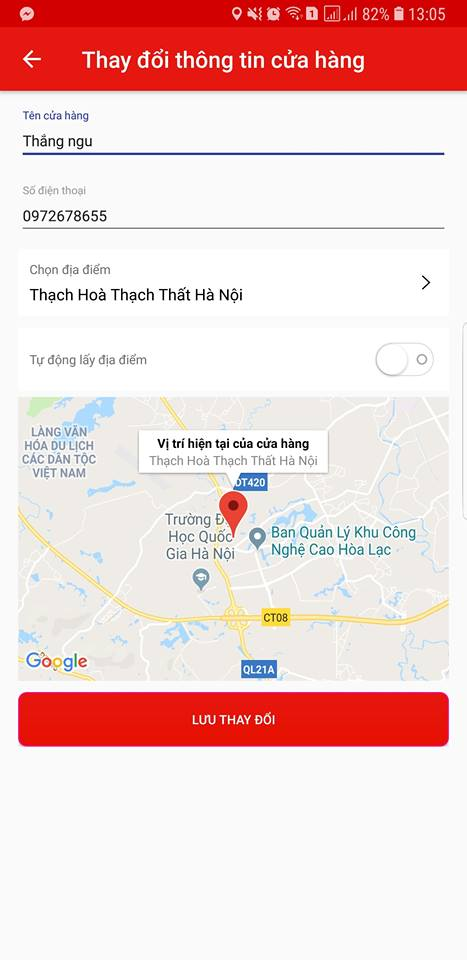 82% 13:05
Thay đổi thông tin cửa hàng
Tên cửa hàng
Thắng ngu
Số điện thoại
0972678655
Chọn địa điểm
Thạch Hoà Thạch Thất Hà Nội
Tự động lấy địa điểm
LÀNG VĂN
HÓA DU LỊCH
CÁC DÂN TỘC
VIỆT NAM
Vị trí hiện tại của cửa hàng
Thạch Hoà Thạch Thất Hà Nội
ĐT420
Trường Đ
Học Quốc
Gia Hà Nội
Ban Quản Lý Khu Công
Nghệ Cao Hòa Lạc
CT08
Google
QL21A
LƯU THAY ĐỔI